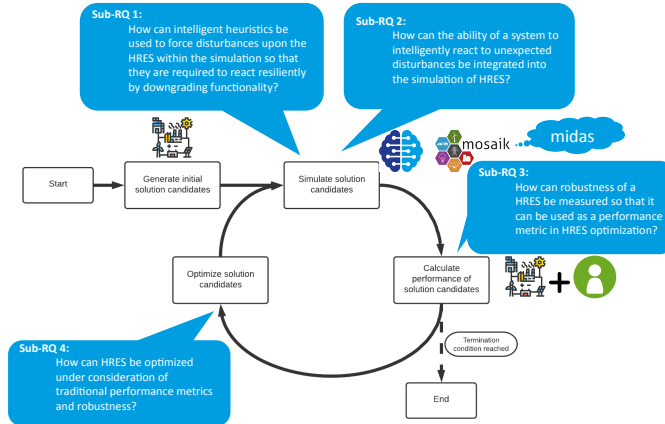 Sub-RQ 1:
How can intelligent heuristics be
used to force disturbances upon the
HRES within the simulation so that
they are required to react resiliently
by downgrading functionality?
Sub-RQ 2:
How can the ability of a system to
intelligently react to unexpected
disturbances be integrated into
the simulation of HRES?
mosaik
midas
Start
Generate initial
solution candidates
Simulate solution
candidates
Sub-RQ 3:
How can robustness of a
HRES be measured so that it
can be used as a performance
metric in HRES optimization?
Optimize solution
candidates
Calculate
performance of
solution candidates
Termination
condition reached
Sub-RQ 4:
How can HRES be optimized
under consideration of
traditional performance metrics
and robustness?
End